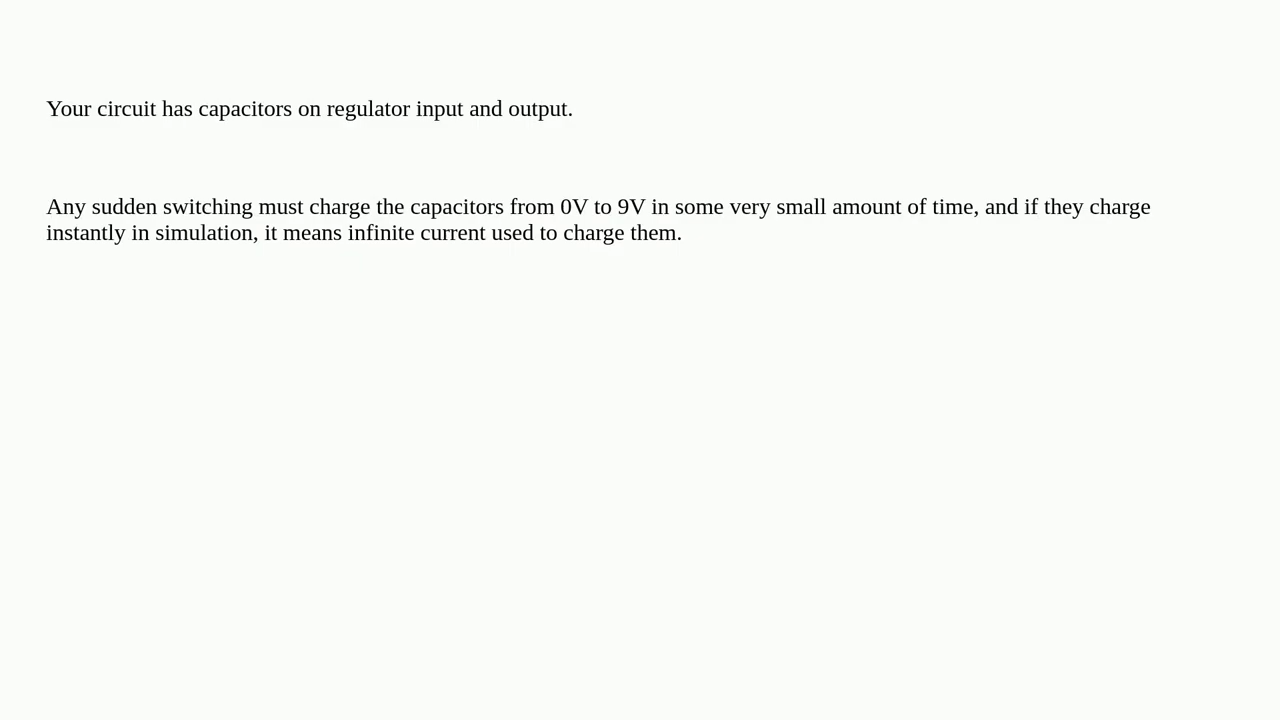 Your circuit has capacitors on regulator input and output.
Any sudden switching must charge the capacitors from 0V to 9V in some very small amount of time, and if they charge
instantly in simulation, it means infinite current used to charge them.